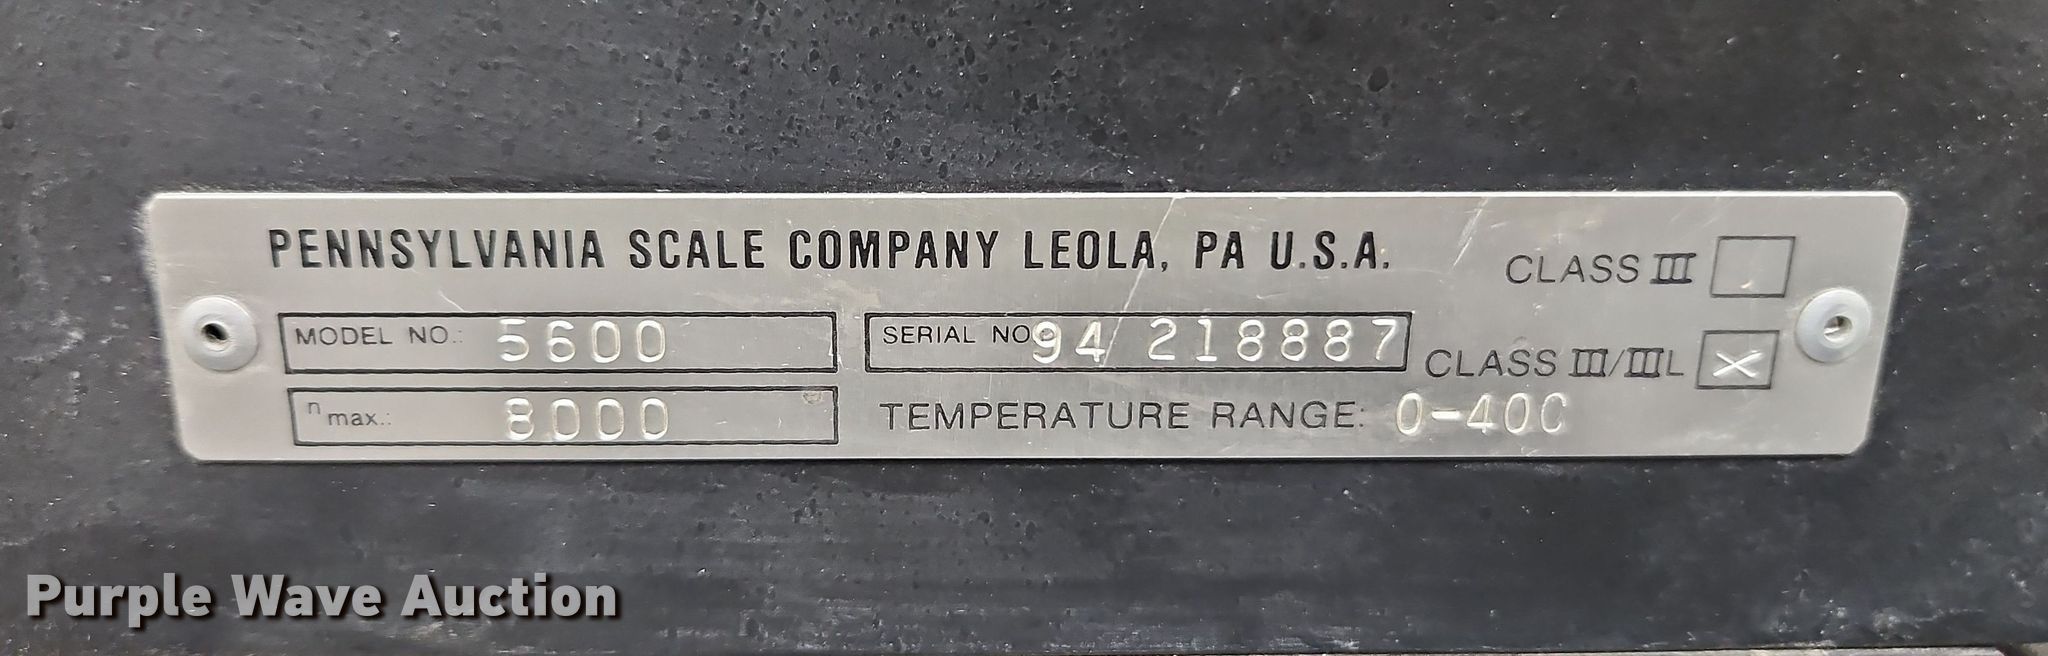 PENNSYLVANIA SCALE COMPANY LEOLA, PA U.S.A.
CLASS III
MODEL NO.: 5600
SERIAL NO 94 218887
CLASS III/IIIL X
n max.: 8000
TEMPERATURE RANGE: 0-40C
Purple Wave Auction